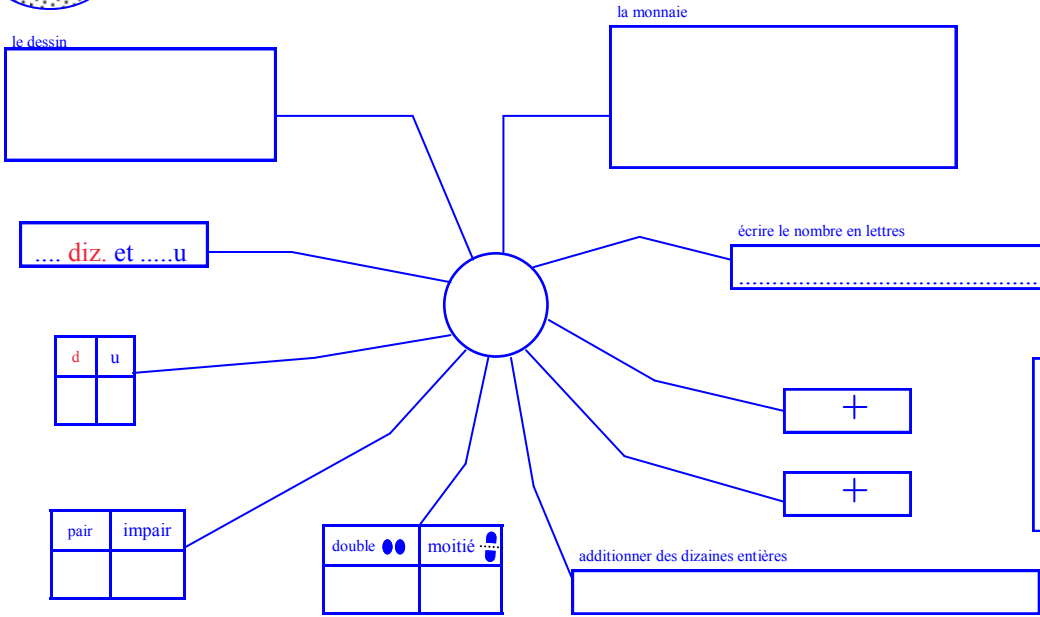 la monnaie
le dessin
écrire le nombre en lettres
.... diz. et .....u
..............................................
d u
+
+
pair impair
double moitié
additionner des dizaines entières